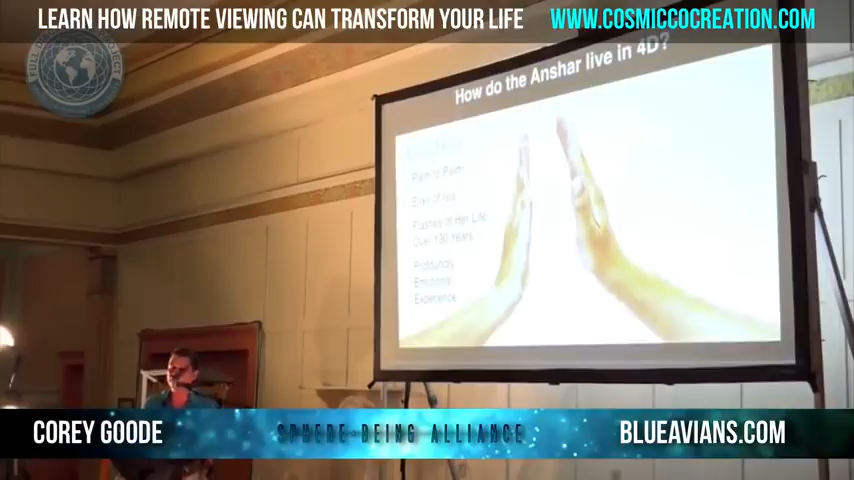 LEARN HOW REMOTE VIEWING CAN TRANSFORM YOUR LIFE WWW.COSMICCOCREATION.COM
How do the Anshar live in 4D?
Palm to Palm
Elixir of Isis
Flashes of Her Life
Over 130 Years
Profoundly
Emotional
Experience
COREY GOODE
SPHERE-BEING ALLIANCE
BLUEAVIANS.COM